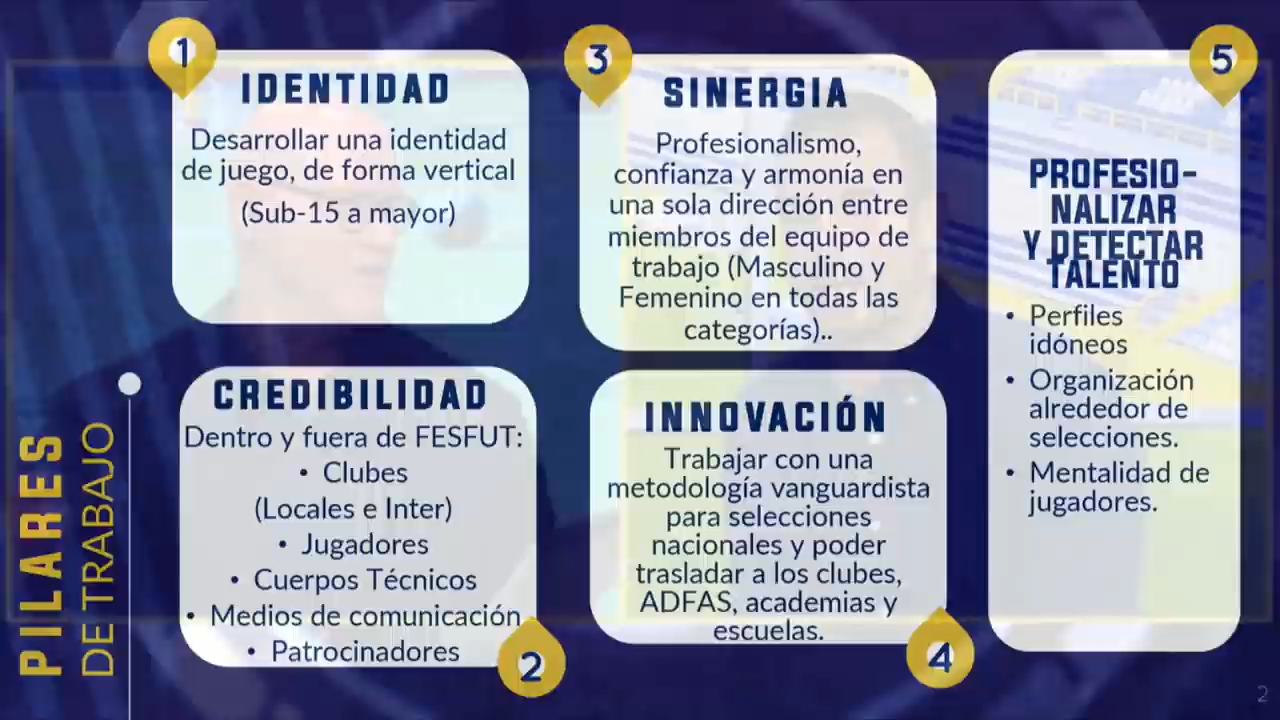 1
IDENTIDAD
Desarrollar una identidad
de juego, de forma vertical
(Sub-15 a mayor)
CREDIBILIDAD
Dentro y fuera de FESFUT:
• Clubes
(Locales e Inter)
• Jugadores
• Cuerpos Técnicos
• Medios de comunicación
• Patrocinadores
2
3
SINERGIA
Profesionalismo,
confianza y armonía en
una sola dirección entre
miembros del equipo de
trabajo (Masculino y
Femenino en todas las
categorías)..
INNOVACIÓN
Trabajar con una
metodología vanguardista
para selecciones
nacionales y poder
trasladar a los clubes,
ADFAS, academias y
escuelas.
4
5
PROFESIO-
NALIZAR
Y DETECTAR
TALENTO
• Perfiles
idóneos
• Organización
alrededor de
selecciones.
• Mentalidad de
jugadores.
PILARES
DE TRABAJO
2